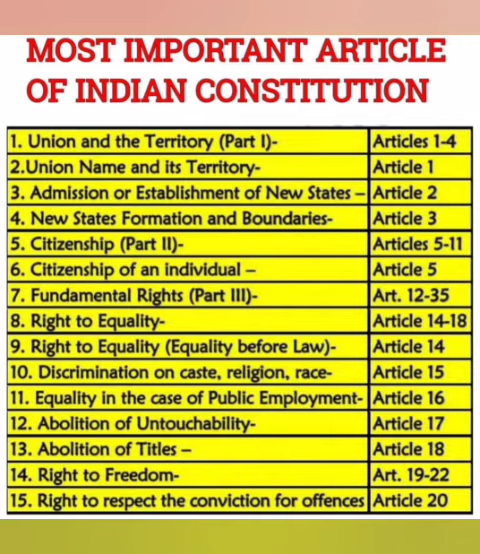 MOST IMPORTANT ARTICLE
OF INDIAN CONSTITUTION
1. Union and the Territory (Part I)- Articles 1-4
2.Union Name and its Territory- Article 1
3. Admission or Establishment of New States – Article 2
4. New States Formation and Boundaries- Article 3
5. Citizenship (Part II)- Articles 5-11
6. Citizenship of an individual – Article 5
7. Fundamental Rights (Part III)- Art. 12-35
8. Right to Equality- Article 14-18
9. Right to Equality (Equality before Law)- Article 14
10. Discrimination on caste, religion, race- Article 15
11. Equality in the case of Public Employment- Article 16
12. Abolition of Untouchability- Article 17
13. Abolition of Titles – Article 18
14. Right to Freedom- Art. 19-22
15. Right to respect the conviction for offences Article 20